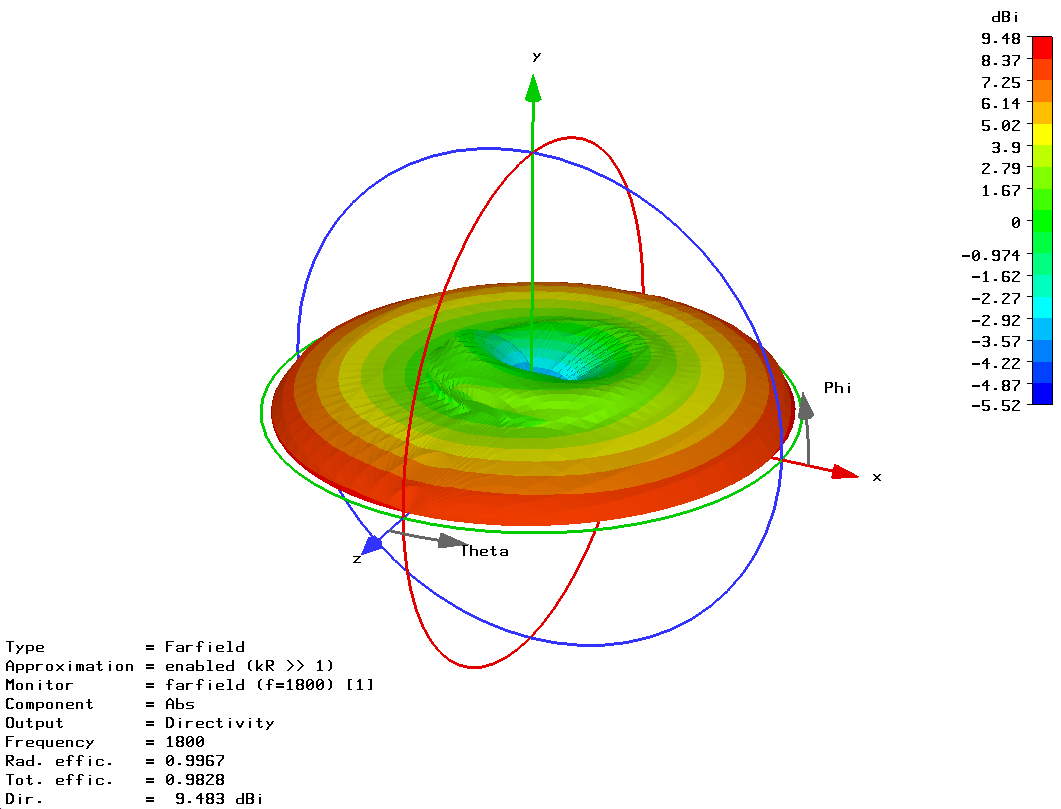 dBi
9.48
8.37
7.25
6.14
5.02
3.9
2.79
1.67
0
-0.974
-1.62
-2.27
-2.92
-3.57
-4.22
-4.87
-5.52
y
Phi
x
Theta
z
Type = Farfield
Approximation = enabled (kR >> 1)
Monitor = farfield (f=1800) [1]
Component = Abs
Output = Directivity
Frequency = 1800
Rad. effic. = 0.9967
Tot. effic. = 0.9828
Dir. = 9.483 dBi